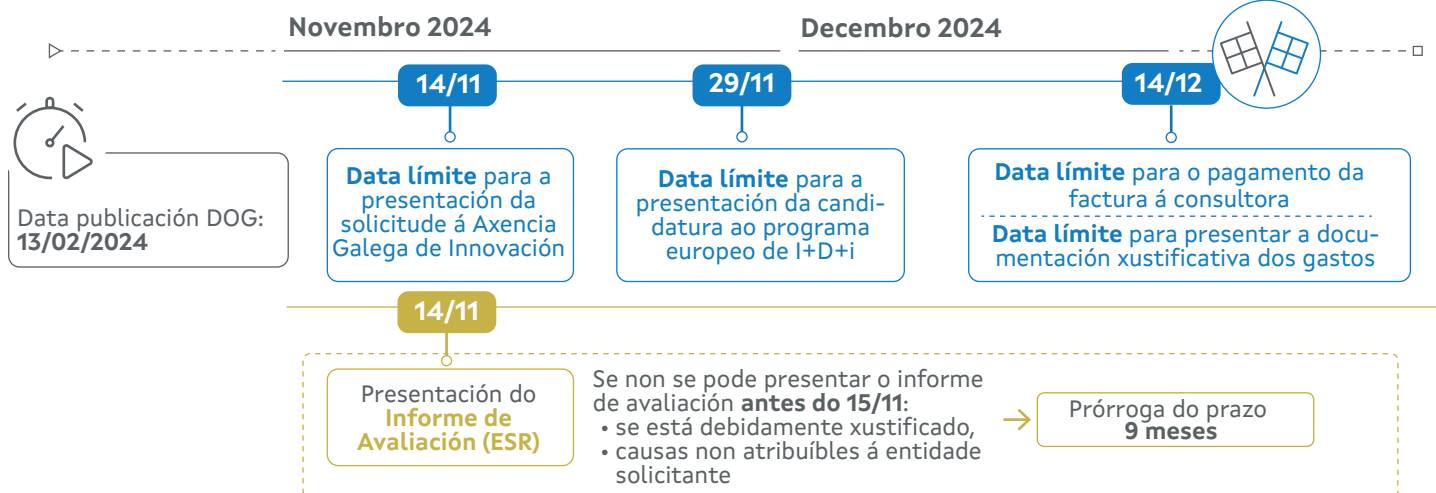 Novembro 2024
Decembro 2024
14/11
29/11
14/12
Data publicación DOG:
13/02/2024
Data límite para a
presentación da
solicitude á Axencia
Galega de Innovación
Data límite para a
presentación da candi-
datura ao programa
europeo de I+D+i
Data límite para o pagamento da
factura á consultora
Data límite para presentar a docu-
mentación xustificativa dos gastos
14/11
Presentación do
Informe de
Avaliación (ESR)
Se non se pode presentar o informe
de avaliación antes do 15/11:
• se está debidamente xustificado,
• causas non atribuíbles á entidade
solicitante
Prórroga do prazo
9 meses